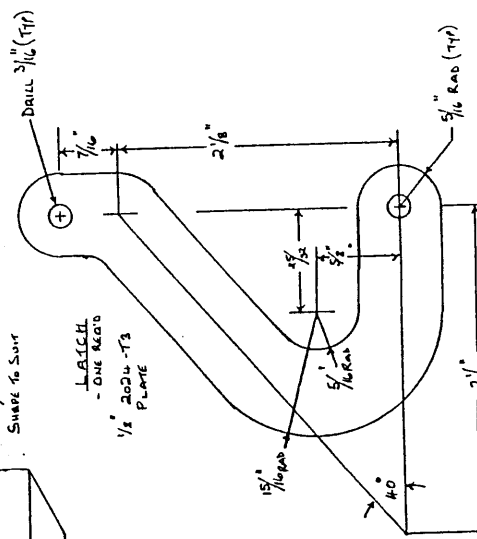 SHAPE TO SUIT
LATCH
- ONE REQ'D
1/8" 2024-T3
PLATE
DRILL 3/16" (TYP)
7/16"
2 1/8"
5/16" RAD (TYP)
25/32
5/8"
5/16" RAD
15/16" RAD
40°